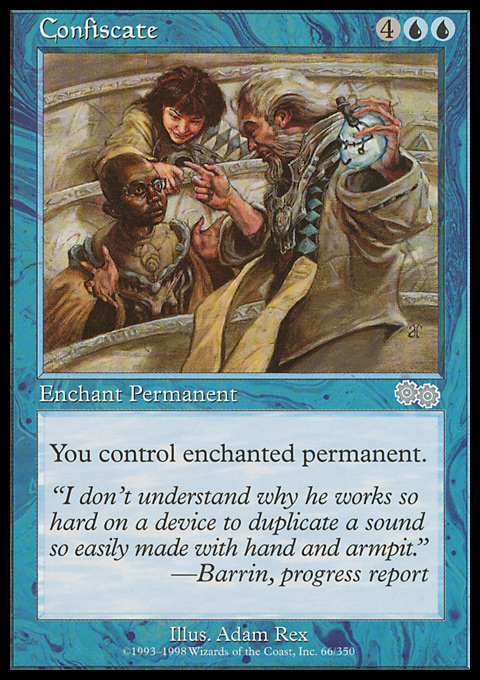 Confiscate 4
Enchant Permanent
You control enchanted permanent.
“I don’t understand why he works so
hard on a device to duplicate a sound
so easily made with hand and armpit.”
—Barrin, progress report
Illus. Adam Rex
©1993–1998 Wizards of the Coast, Inc. 66/350